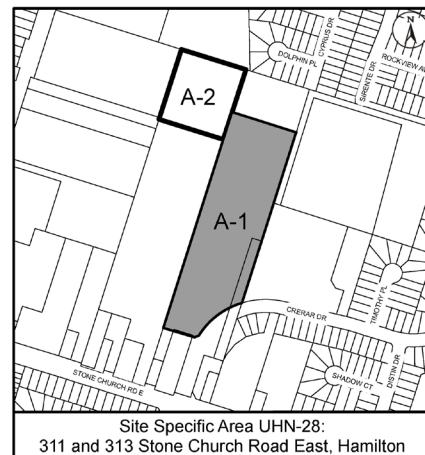 DOLPHIN PL
CYPRUS DR
SIRENTE DR
ROCKVIEW AV
N
A-2
A-1
CRERAR DR
TIMOTHY PL
DISTIN DR
SHADOW CT
STONE CHURCH RD E
Site Specific Area UHN-28:
311 and 313 Stone Church Road East, Hamilton